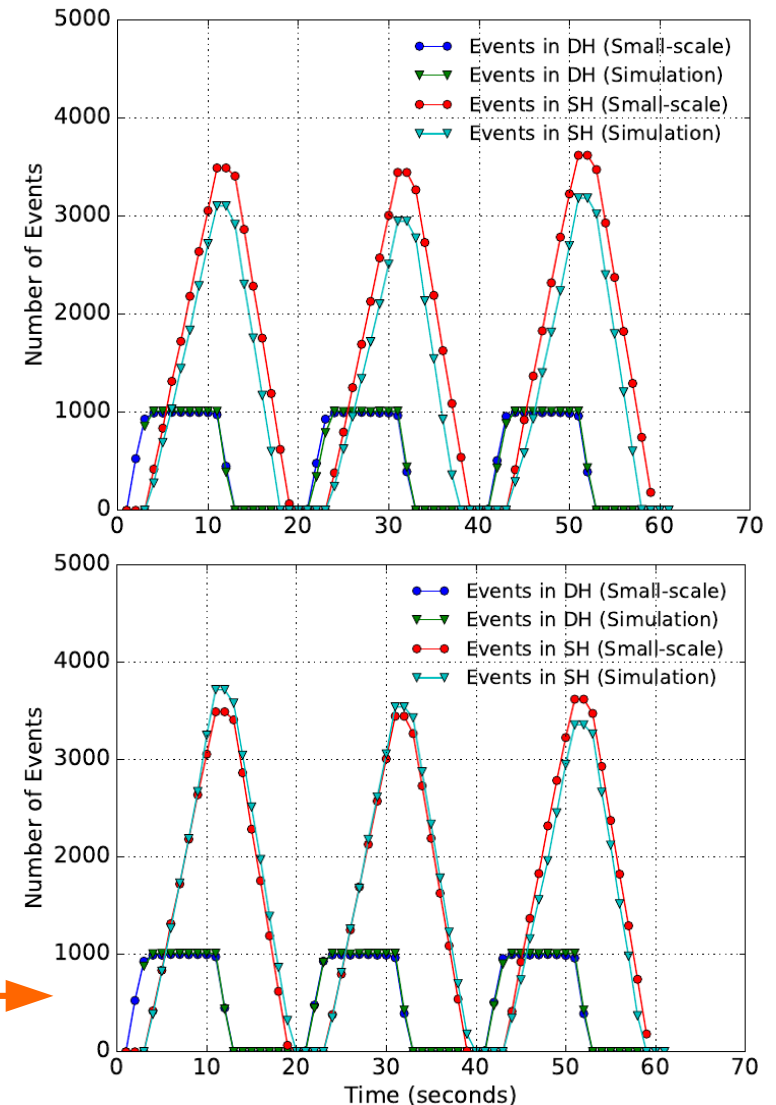 5000
4000
3000
2000
1000
0
Number of Events
Events in DH (Small-scale)
Events in DH (Simulation)
Events in SH (Small-scale)
Events in SH (Simulation)
0 10 20 30 40 50 60 70
5000
4000
3000
2000
1000
0
Number of Events
Events in DH (Small-scale)
Events in DH (Simulation)
Events in SH (Small-scale)
Events in SH (Simulation)
0 10 20 30 40 50 60 70
Time (seconds)